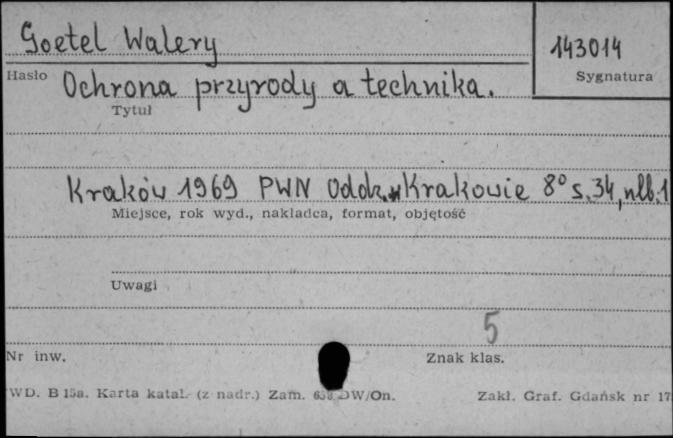 Goetel Walery
143014
Hasło
Sygnatura
Ochrona przyrody a technika.
Tytuł
Kraków 1969 PWN Oddz. w Krakowie 8° s. 34, nlb. 1
Miejsce, rok wyd., nakładca, format, objętość
Uwagi
5
Nr inw.
Znak klas.
WD. B 15a. Karta katal. (z nadr.) Zam. DW/On.
Zakł. Graf. Gdańsk nr 17